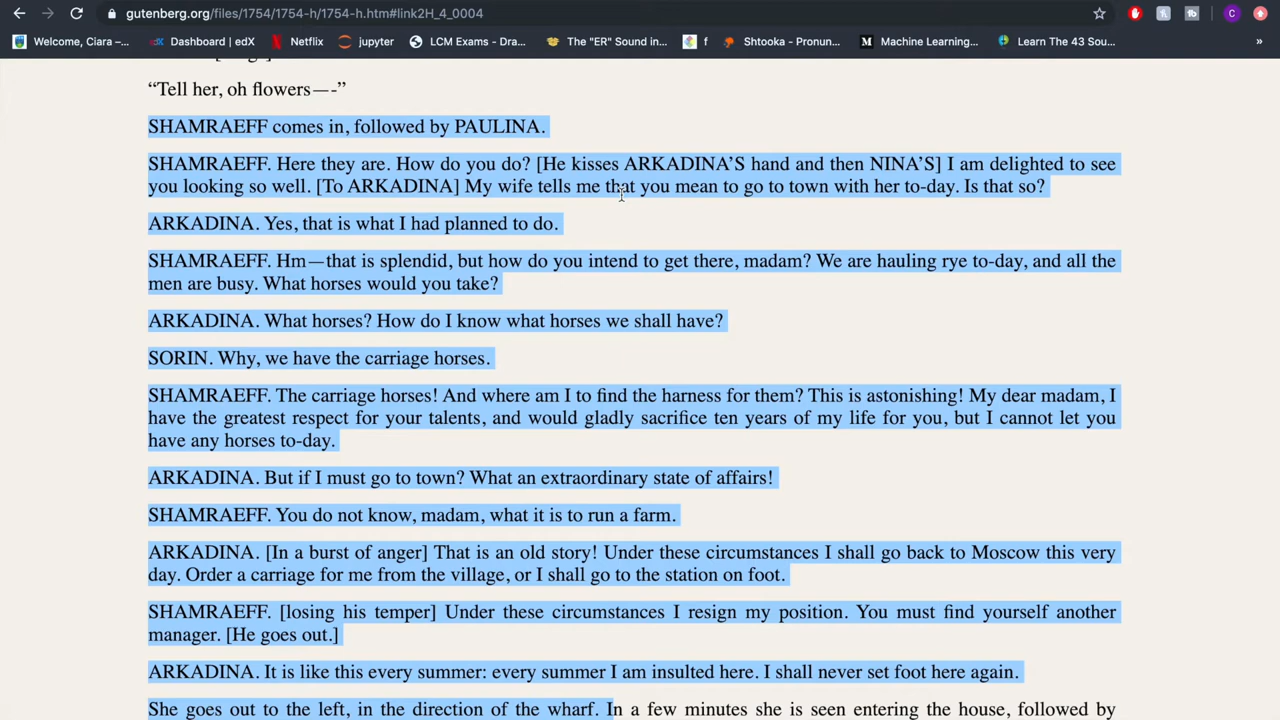 gutenberg.org/files/1754/1754-h/1754-h.htm#link2H_4_0004
C
Welcome, Ciara –...
Dashboard | edX
Netflix
jupyter
LCM Exams - Dra...
The "ER" Sound in...
f
Shtooka - Pronun...
Machine Learning...
Learn The 43 Sou...
»
“Tell her, oh flowers—-”
SHAMRAEFF comes in, followed by PAULINA.
SHAMRAEFF. Here they are. How do you do? [He kisses ARKADINA’S hand and then NINA’S] I am delighted to see
you looking so well. [To ARKADINA] My wife tells me that you mean to go to town with her to-day. Is that so?
ARKADINA. Yes, that is what I had planned to do.
SHAMRAEFF. Hm—that is splendid, but how do you intend to get there, madam? We are hauling rye to-day, and all the
men are busy. What horses would you take?
ARKADINA. What horses? How do I know what horses we shall have?
SORIN. Why, we have the carriage horses.
SHAMRAEFF. The carriage horses! And where am I to find the harness for them? This is astonishing! My dear madam, I
have the greatest respect for your talents, and would gladly sacrifice ten years of my life for you, but I cannot let you
have any horses to-day.
ARKADINA. But if I must go to town? What an extraordinary state of affairs!
SHAMRAEFF. You do not know, madam, what it is to run a farm.
ARKADINA. [In a burst of anger] That is an old story! Under these circumstances I shall go back to Moscow this very
day. Order a carriage for me from the village, or I shall go to the station on foot.
SHAMRAEFF. [losing his temper] Under these circumstances I resign my position. You must find yourself another
manager. [He goes out.]
ARKADINA. It is like this every summer: every summer I am insulted here. I shall never set foot here again.
She goes out to the left, in the direction of the wharf. In a few minutes she is seen entering the house, followed by